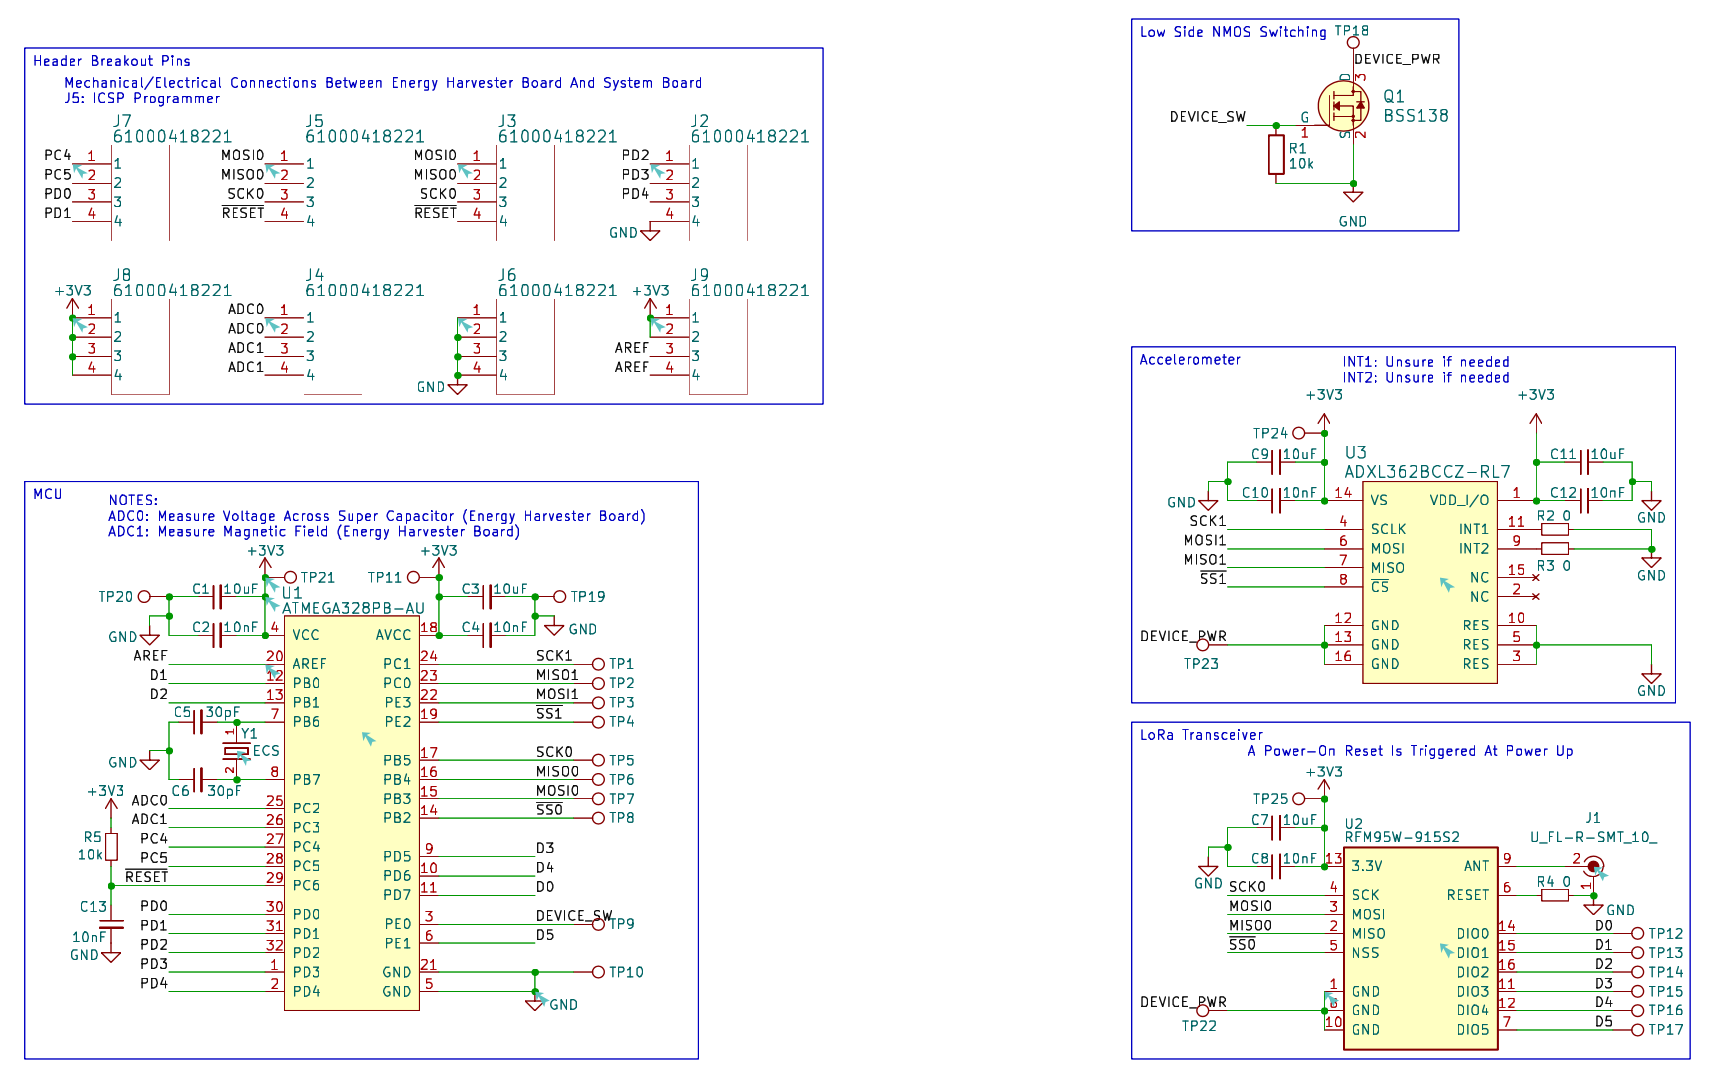 Header Breakout Pins
Mechanical/Electrical Connections Between Energy Harvester Board And System Board
J5: ICSP Programmer
J7
61000418221
PC4 1 1
PC5 2 2
PD0 3 3
PD1 4 4
J5
61000418221
MOSI0 1 1
MISO0 2 2
SCK0 3 3
RESET 4 4
J3
61000418221
MOSI0 1 1
MISO0 2 2
SCK0 3 3
RESET 4 4
J2
61000418221
PD2 1 1
PD3 2 2
PD4 3 3
4 4
GND
J8
61000418221
+3V3
1 1
2 2
3 3
4 4
J4
61000418221
ADC0 1 1
ADC0 2 2
ADC1 3 3
ADC1 4 4
J6
61000418221
1 1
2 2
3 3
4 4
GND
J9
61000418221
+3V3
1 1
2 2
AREF 3 3
AREF 4 4
Low Side NMOS Switching
TP18
DEVICE_PWR
D 3
Q1
BSS138
DEVICE_SW
G
1
S 2
R1
10k
GND
Accelerometer
INT1: Unsure if needed
INT2: Unsure if needed
+3V3
+3V3
TP24
C9 10uF
C10 10nF
GND
U3
ADXL362BCCZ-RL7
C11 10uF
C12 10nF
GND
14 VS
VDD_I/O 1
SCK1 4 SCLK
INT1 11 R2 0
MOSI1 6 MOSI
INT2 9 R3 0
GND
MISO1 7 MISO
NC 15
SS1 8 CS
NC 2
12 GND
RES 10
DEVICE_PWR 13 GND
RES 5
TP23
16 GND
RES 3
GND
MCU
NOTES:
ADC0: Measure Voltage Across Super Capacitor (Energy Harvester Board)
ADC1: Measure Magnetic Field (Energy Harvester Board)
+3V3
+3V3
TP21
TP11
TP20
C1 10uF
C2 10nF
GND
U1
ATMEGA328PB-AU
C3 10uF
C4 10nF
TP19
GND
4 VCC
AVCC 18
AREF 20 AREF
PC1 24 SCK1 TP1
D1 12 PB0
PC0 23 MISO1 TP2
D2 13 PB1
PE3 22 MOSI1 TP3
C5 30pF
7 PB6
PE2 19 SS1 TP4
Y1
ECS
1
2
GND
PB5 17 SCK0 TP5
C6 30pF
8 PB7
PB4 16 MISO0 TP6
+3V3
ADC0 25 PC2
PB3 15 MOSI0 TP7
ADC1 26 PC3
PB2 14 SS0 TP8
R5
10k
PC4 27 PC4
PC5 28 PC5
PD5 9 D3
RESET 29 PC6
PD6 10 D4
PD7 11 D0
C13
10nF
GND
PD0 30 PD0
PE0 3 DEVICE_SW TP9
PD1 31 PD1
PE1 6 D5
PD2 32 PD2
PD3 1 PD3
GND 21 TP10
PD4 2 PD4
GND 5
GND
LoRa Transceiver
A Power-On Reset Is Triggered At Power Up
+3V3
TP25
C7 10uF
C8 10nF
GND
U2
RFM95W-915S2
J1
U_FL-R-SMT_10_
13 3.3V
ANT 9 2
1
SCK0 4 SCK
RESET 6 R4 0
GND
MOSI0 3 MOSI
MISO0 2 MISO
DIO0 14 D0 TP12
SS0 5 NSS
DIO1 15 D1 TP13
DIO2 16 D2 TP14
1 GND
DIO3 11 D3 TP15
DEVICE_PWR 8 GND
DIO4 12 D4 TP16
TP22
10 GND
DIO5 7 D5 TP17